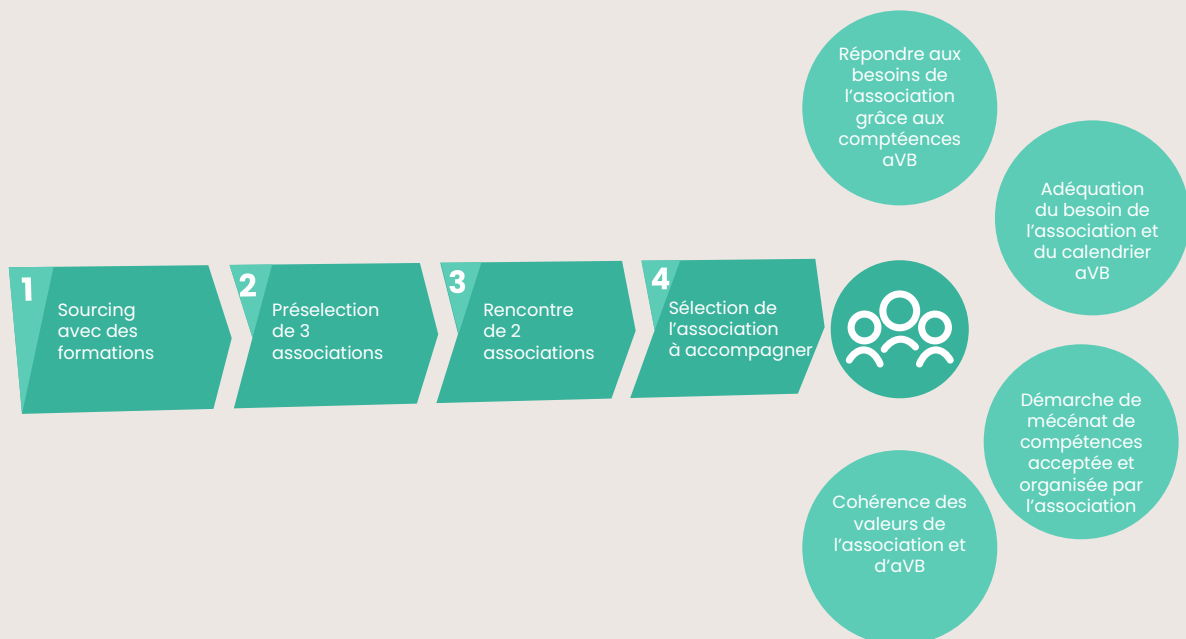 1
Sourcing
avec des
formations
2
Préselection
de 3
associations
3
Rencontre
de 2
associations
4
Sélection de
l'association
à accompagner
Répondre aux
besoins de
l'association
grâce aux
comptéences
aVB
Adéquation
du besoin de
l'association et
du calendrier
aVB
Démarche de
mécénat de
compétences
acceptée et
organisée par
l'association
Cohérence des
valeurs de
l'association et
d'aVB